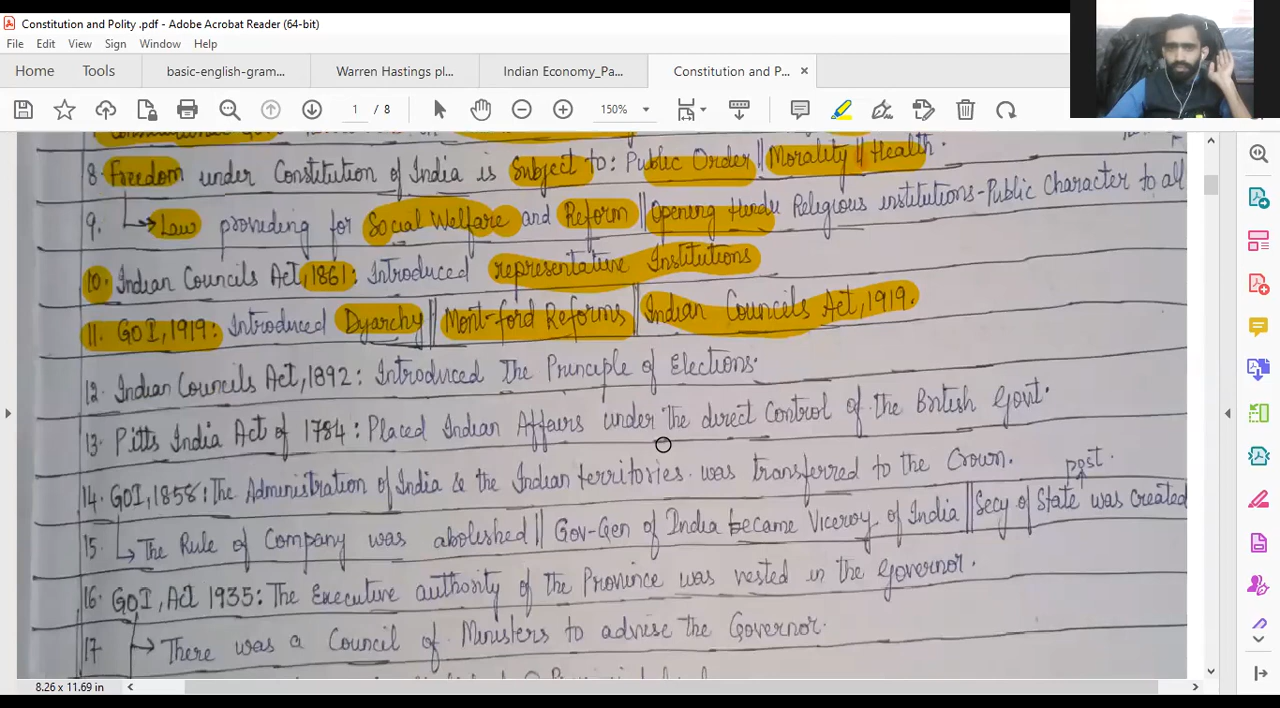 Constitution and Polity .pdf - Adobe Acrobat Reader (64-bit)
File Edit View Sign Window Help
Home Tools basic-english-gram... Warren Hastings pl... Indian Economy_Pa... Constitution and P... ×
1 / 8 150%
8. Freedom under Constitution of India is Subject to: Public Order || Morality || Health.
9. → Law providing for Social Welfare and Reform || Opening Hindu Religious institutions - Public Character to all
10. Indian Councils Act, 1861: Introduced representative Institutions
11. GOI, 1919: Introduced Dyarchy || Mont-ford Reforms || Indian Councils Act, 1919.
12. Indian Councils Act, 1892: Introduced the Principle of Elections.
13. Pitts India Act of 1784: Placed Indian Affairs under the direct Control of the British Govt.
14. GOI, 1858: The Administration of India & the Indian territories was transferred to the Crown.
post.
15. → The Rule of Company was abolished || Gov-Gen of India became Viceroy of India || Secy of State was created
16. GOI, Act 1935: The Executive authority of the Province was vested in the Governor.
17 → There was a Council of Ministers to advise the Governor.
8.26 x 11.69 in